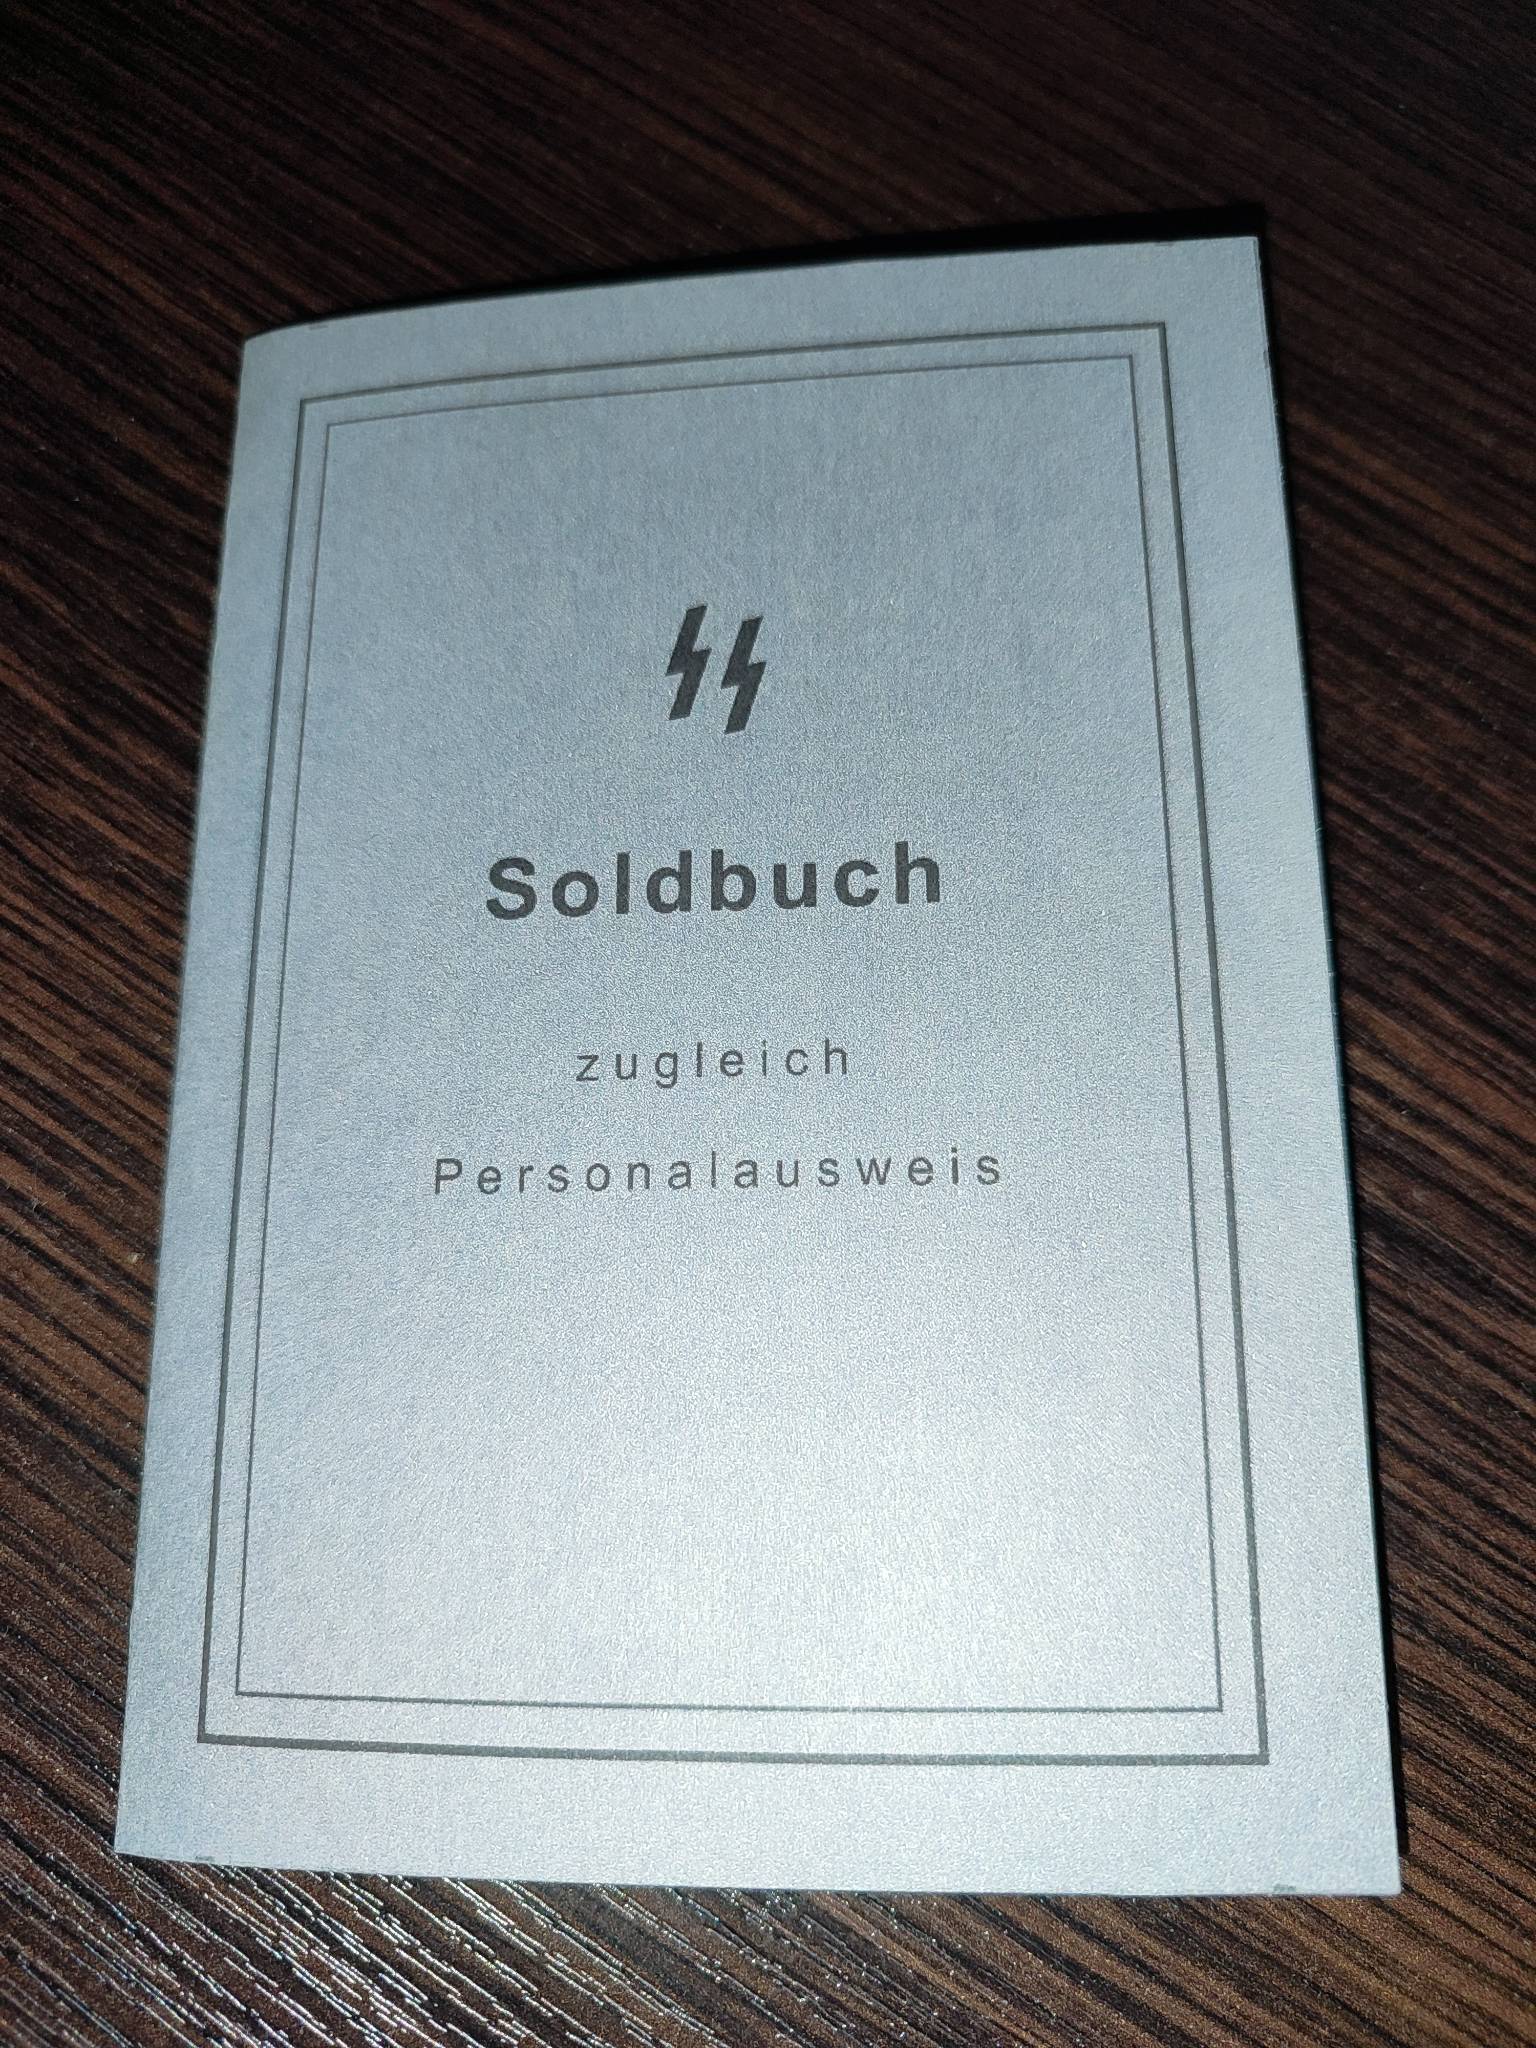 ᛋᛋ
Soldbuch
zugleich
Personalausweis